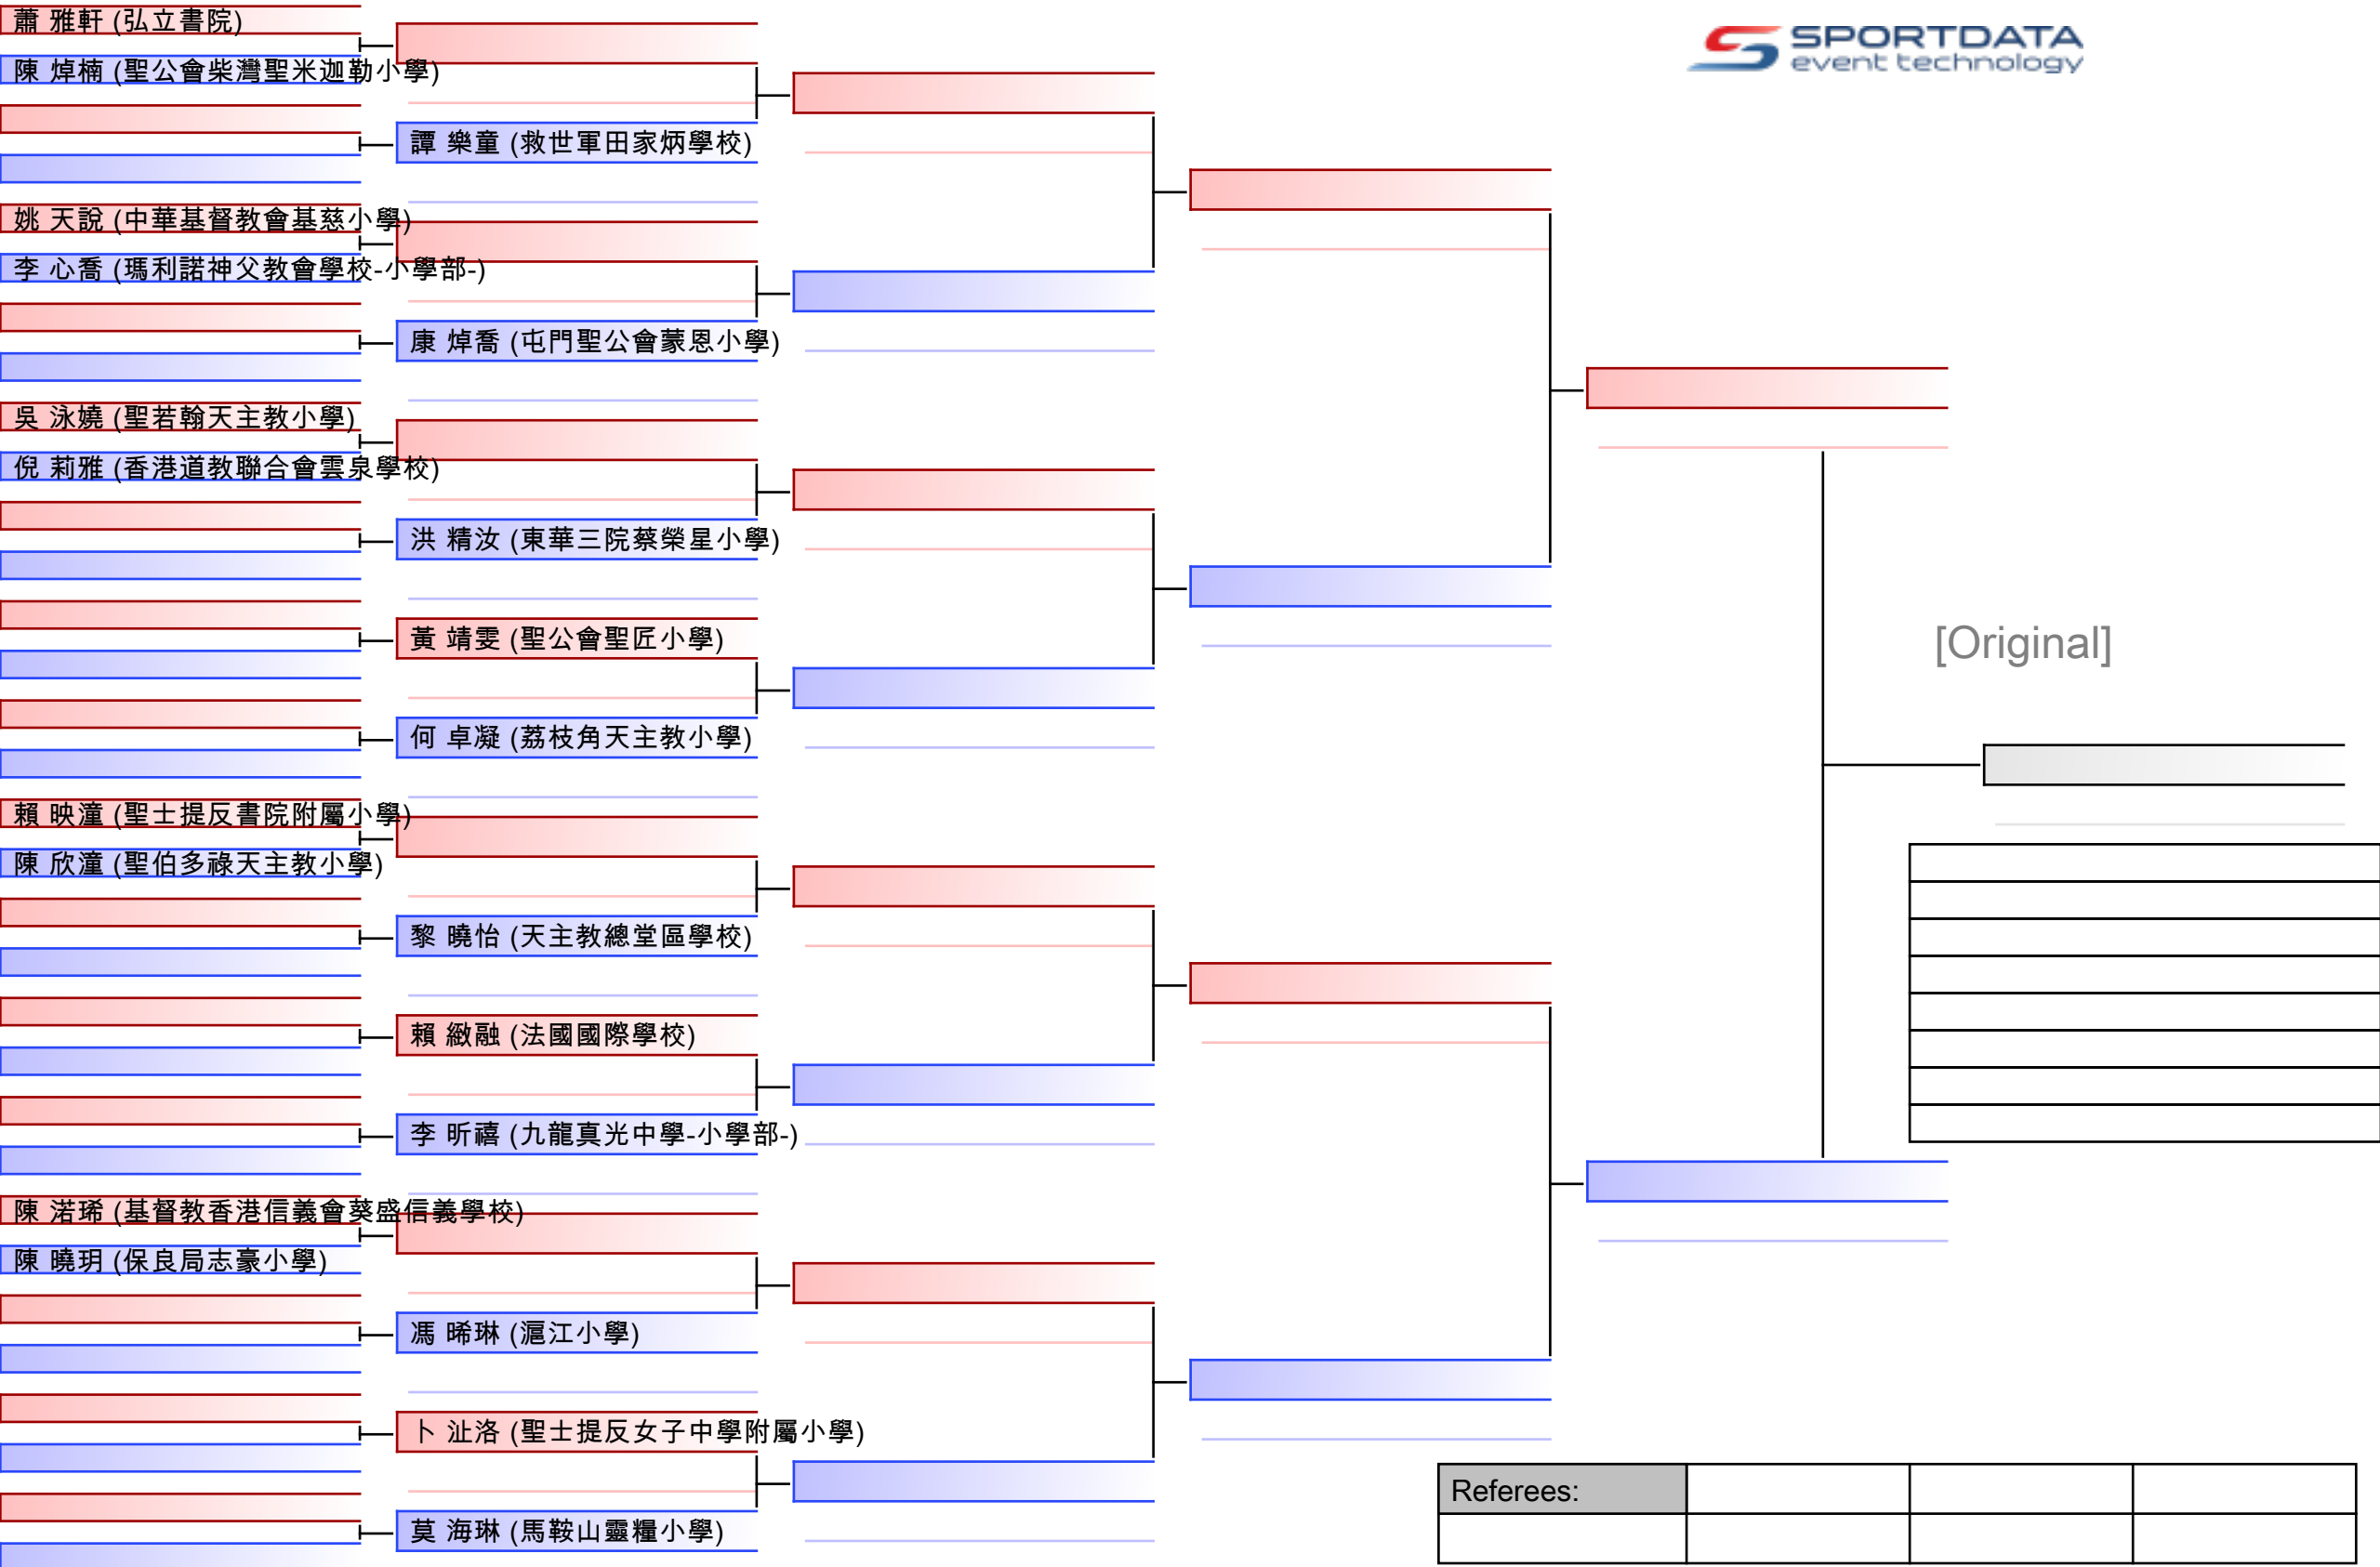 蕭 雅軒 (弘立書院)
陳 焯楠 (聖公會柴灣聖米迦勒小學)
譚 樂童 (救世軍田家炳學校)
姚 天說 (中華基督教會基慈小學)
李 心喬 (瑪利諾神父教會學校-小學部-)
康 焯喬 (屯門聖公會蒙恩小學)
吳 泳嬈 (聖若翰天主教小學)
倪 莉雅 (香港道教聯合會雲泉學校)
洪 精汝 (東華三院蔡榮星小學)
黃 靖雯 (聖公會聖匠小學)
何 卓凝 (荔枝角天主教小學)
賴 映潼 (聖士提反書院附屬小學)
陳 欣潼 (聖伯多祿天主教小學)
黎 曉怡 (天主教總堂區學校)
賴 緻融 (法國國際學校)
李 昕禧 (九龍真光中學-小學部-)
陳 渃琋 (基督教香港信義會葵盛信義學校)
陳 曉玥 (保良局志豪小學)
馮 晞琳 (滬江小學)
卜 沚洛 (聖士提反女子中學附屬小學)
莫 海琳 (馬鞍山靈糧小學)
SPORTDATA
event technology
[Original]
Referees: